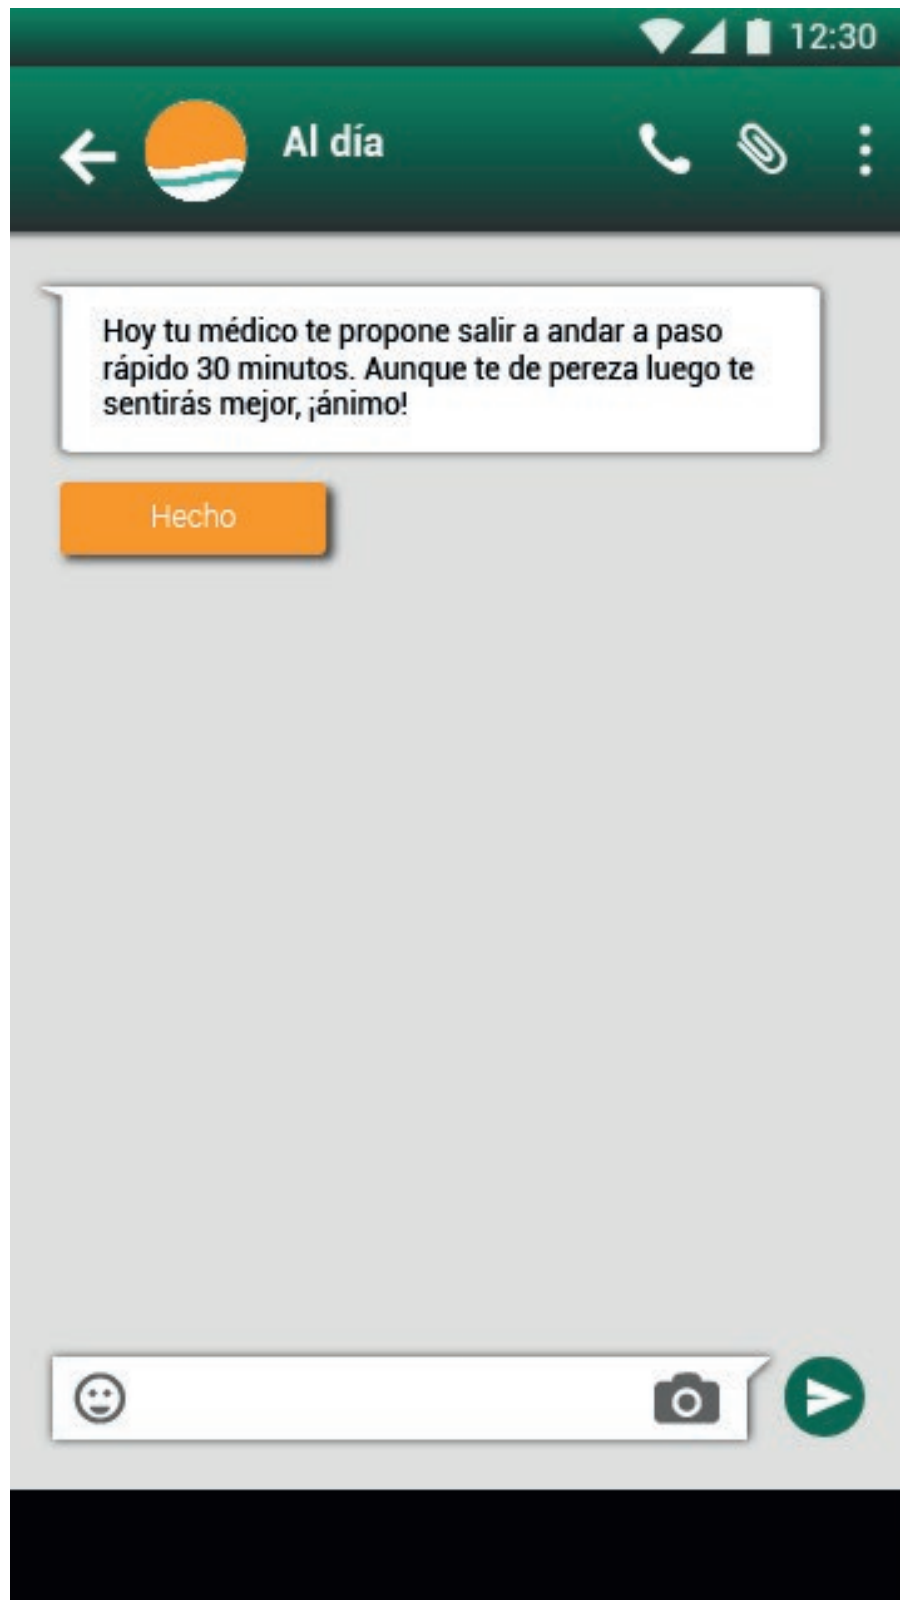 12:30
Al día
Hoy tu médico te propone salir a andar a paso
rápido 30 minutos. Aunque te de pereza luego te
sentirás mejor, ¡ánimo!
Hecho